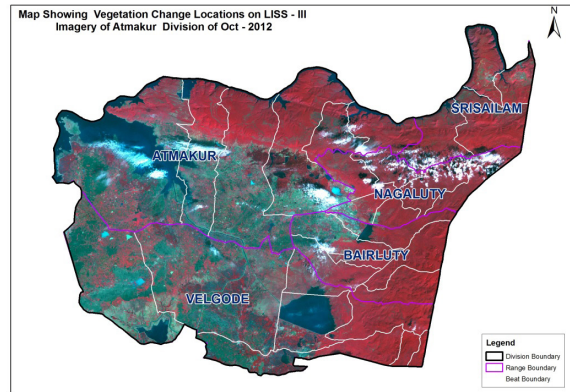 Map Showing Vegetation Change Locations on LISS - III
Imagery of Atmakur Division of Oct - 2012
N
SRISAILAM
ATMAKUR
NAGALUTY
BAIRLUTY
VELGODE
Legend
Division Boundary
Range Boundary
Beat Boundary